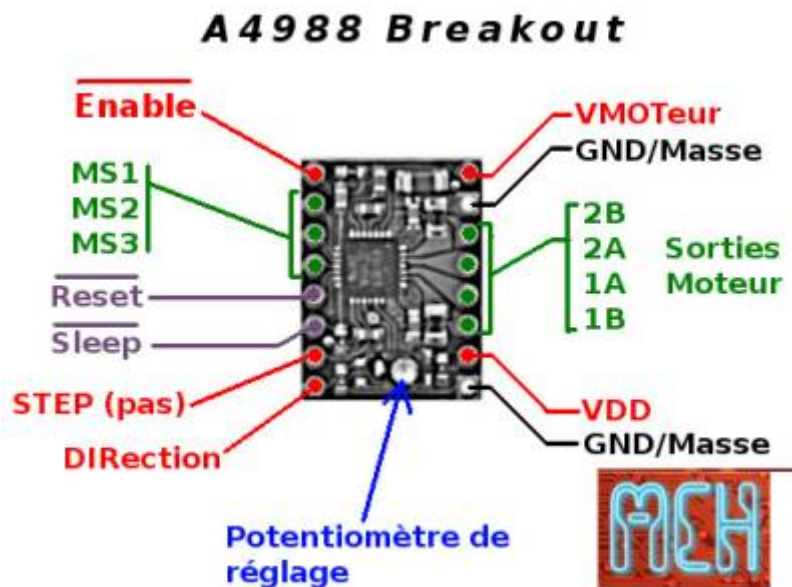 A4988 Breakout
Enable
MS1
MS2
MS3
Reset
Sleep
STEP (pas)
DIRection
VMOTeur
GND/Masse
2B
2A Sorties
1A Moteur
1B
VDD
GND/Masse
Potentiomètre de
réglage
MCH